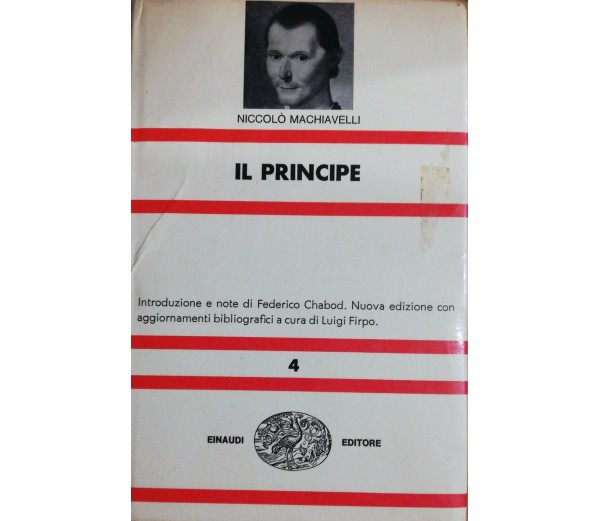 NICCOLÒ MACHIAVELLI
IL PRINCIPE
Introduzione e note di Federico Chabod. Nuova edizione con
aggiornamenti bibliografici a cura di Luigi Firpo.
4
EINAUDI EDITORE